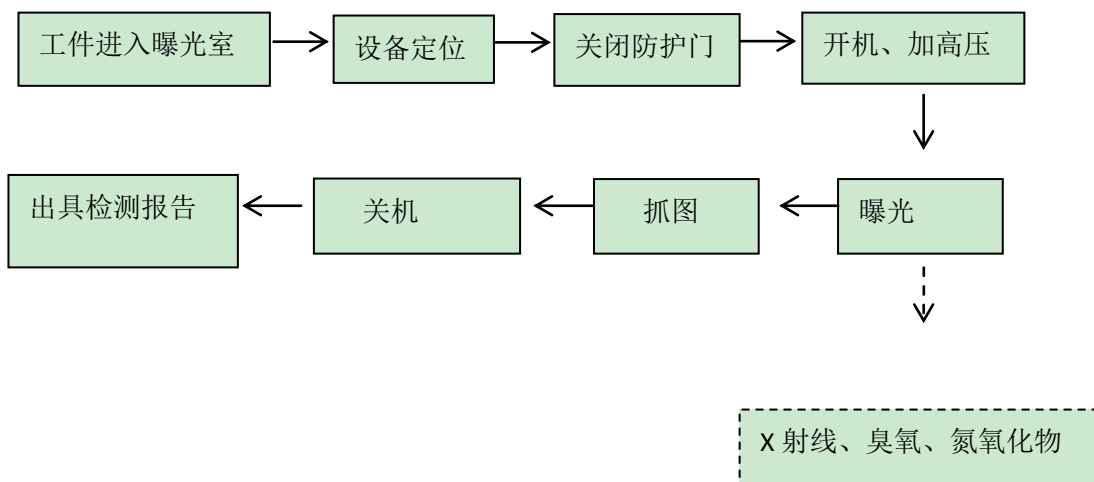 工件进入曝光室
设备定位
关闭防护门
开机、加高压
曝光
抓图
关机
出具检测报告
X 射线、臭氧、氮氧化物